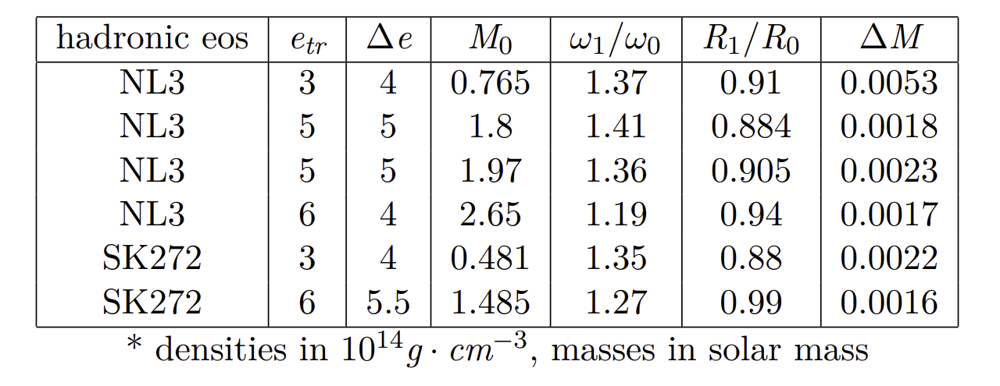 hadronic eos e_tr Δe M_0 ω_1/ω_0 R_1/R_0 ΔM
NL3 3 4 0.765 1.37 0.91 0.0053
NL3 5 5 1.8 1.41 0.884 0.0018
NL3 5 5 1.97 1.36 0.905 0.0023
NL3 6 4 2.65 1.19 0.94 0.0017
SK272 3 4 0.481 1.35 0.88 0.0022
SK272 6 5.5 1.485 1.27 0.99 0.0016
* densities in 10^14 g · cm^−3, masses in solar mass